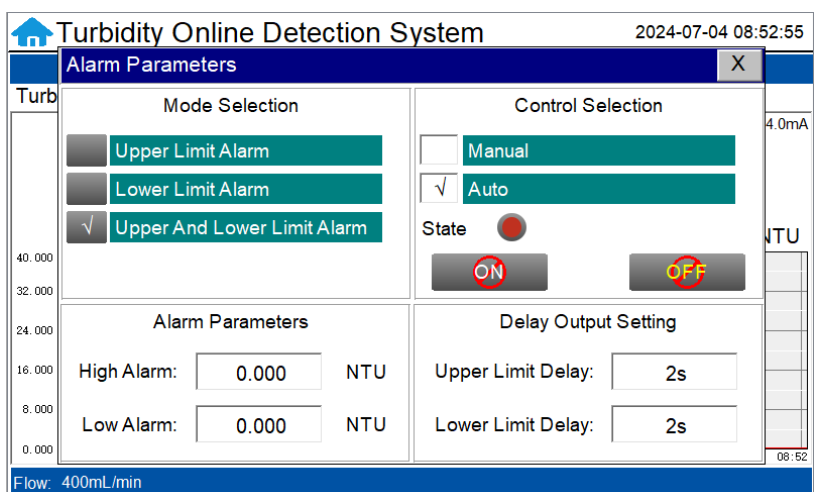 Turbidity Online Detection System 2024-07-04 08:52:55
Alarm Parameters X
Turb
Mode Selection
Upper Limit Alarm
Lower Limit Alarm
√ Upper And Lower Limit Alarm
Control Selection
Manual
√ Auto
State
ON OFF
Alarm Parameters
High Alarm: 0.000 NTU
Low Alarm: 0.000 NTU
Delay Output Setting
Upper Limit Delay: 2s
Lower Limit Delay: 2s
4.0mA
NTU
40.000
32.000
24.000
16.000
8.000
0.000
08:52
Flow: 400mL/min